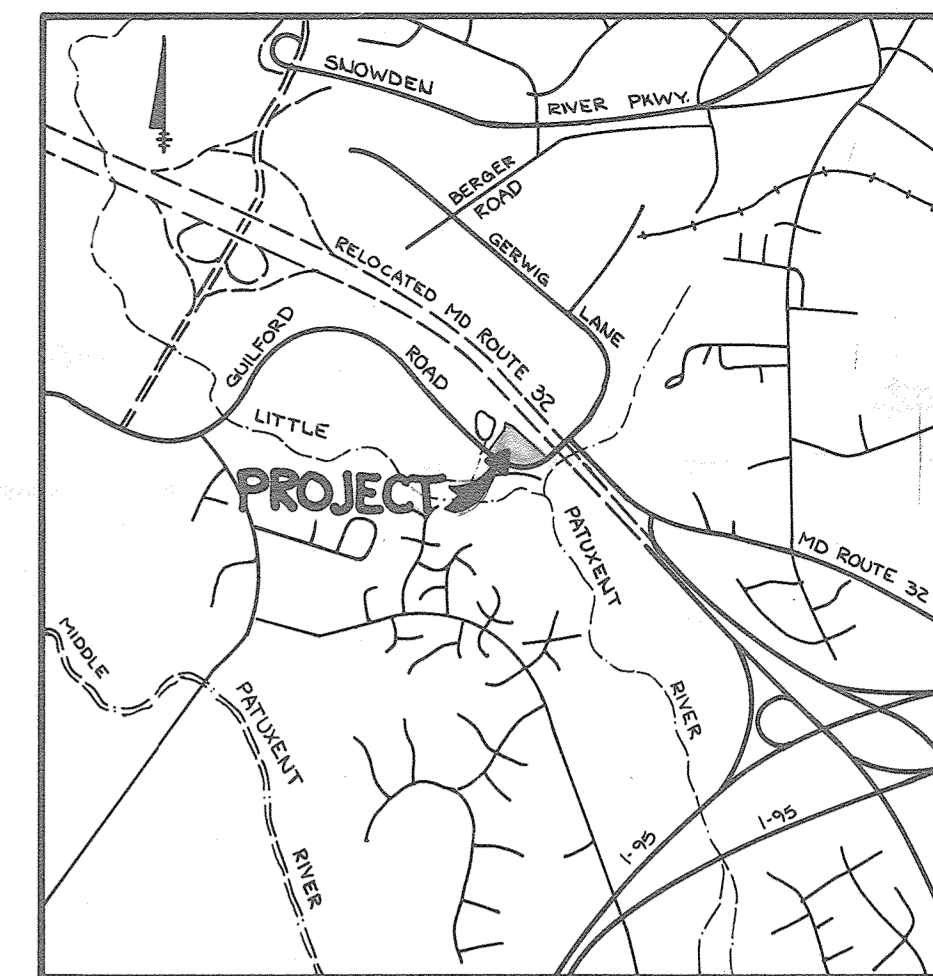 SNOWDEN
RIVER PKWY.
BERGER
ROAD
GERWIG
LANE
RELOCATED MD ROUTE 32
GUILFORD
ROAD
LITTLE
PROJECT
PATUXENT
MD ROUTE 32
MIDDLE
PATUXENT
RIVER
RIVER
I-95
I-95